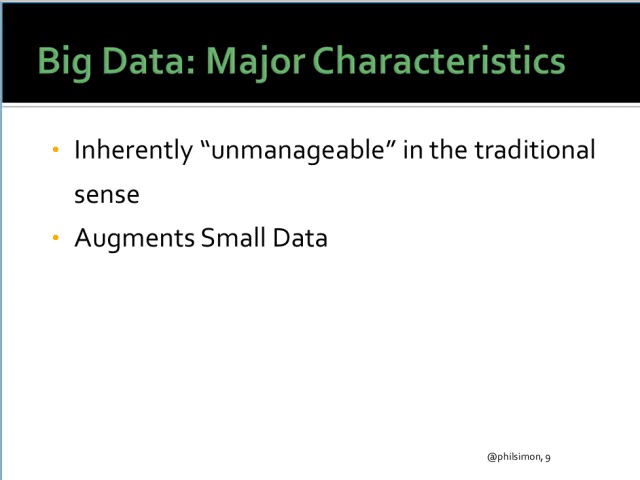 Big Data: Major Characteristics
• Inherently “unmanageable” in the traditional
sense
• Augments Small Data
@philsimon, 9